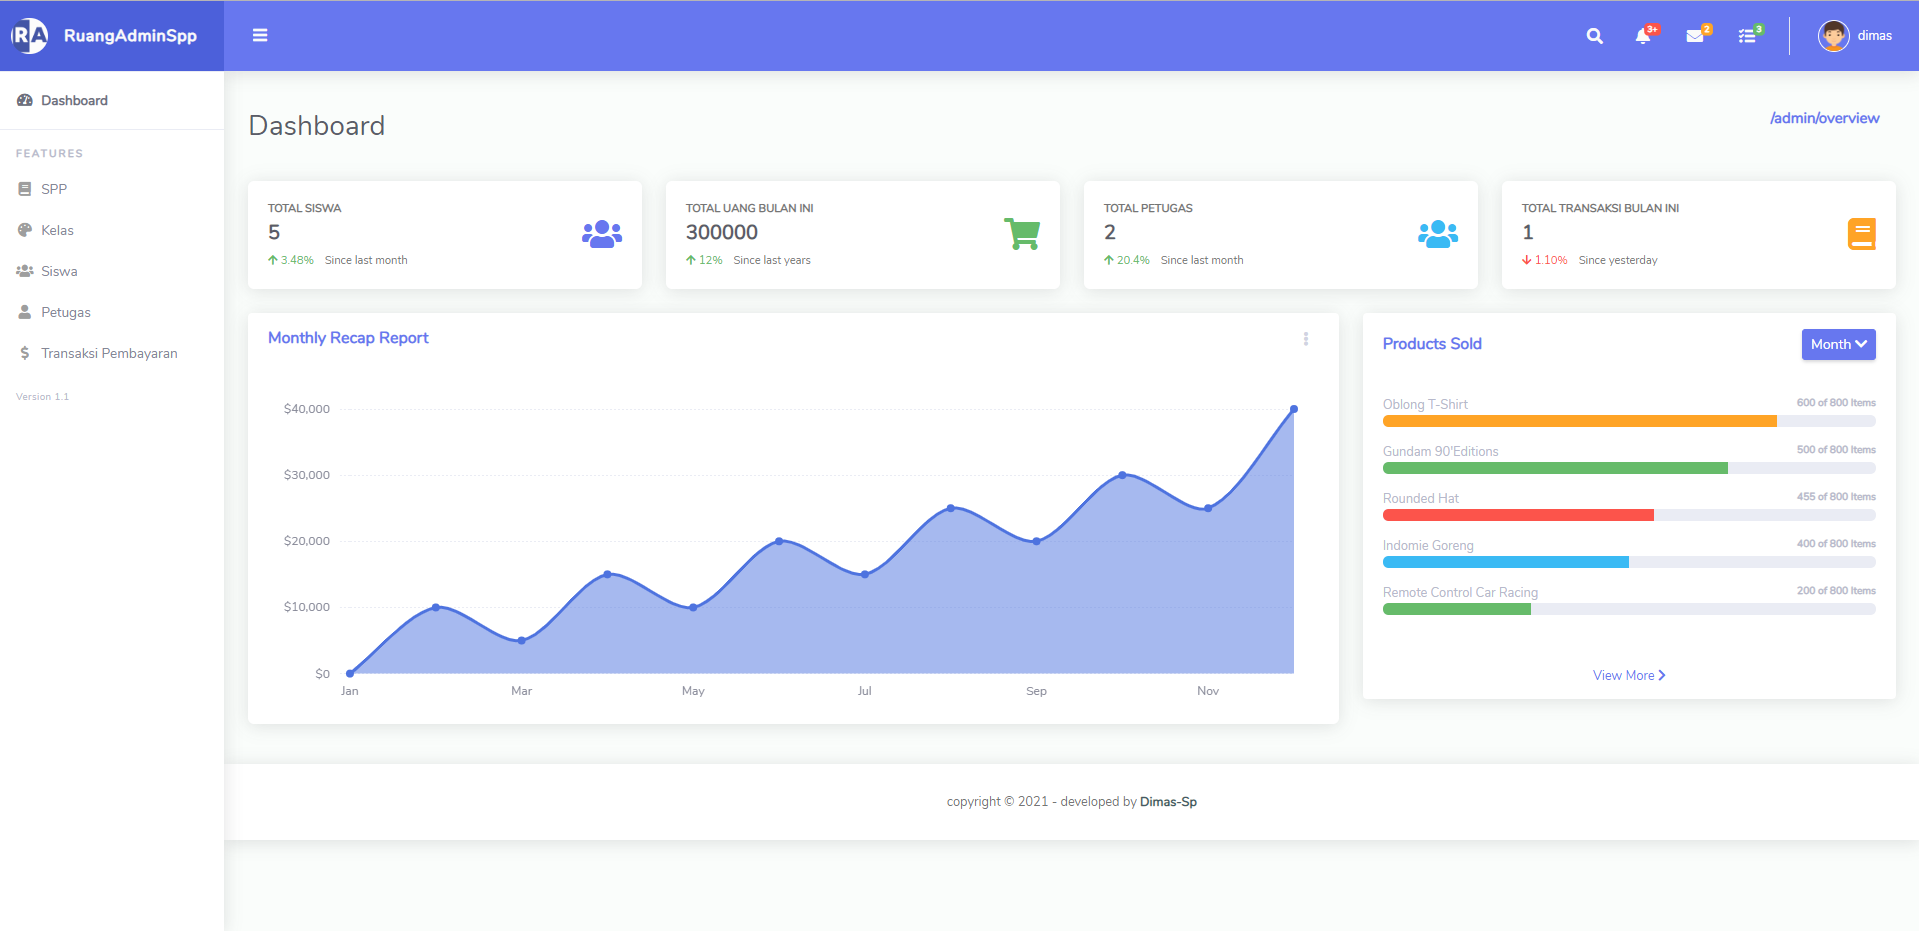 RA RuangAdminSpp
3+
2
3
dimas
Dashboard
FEATURES
SPP
Kelas
Siswa
Petugas
Transaksi Pembayaran
Version 1.1
Dashboard
/admin/overview
TOTAL SISWA
5
3.48% Since last month
TOTAL UANG BULAN INI
300000
12% Since last years
TOTAL PETUGAS
2
20.4% Since last month
TOTAL TRANSAKSI BULAN INI
1
1.10% Since yesterday
Monthly Recap Report
$40,000
$30,000
$20,000
$10,000
$0
Jan Mar May Jul Sep Nov
Products Sold
Month
Oblong T-Shirt 600 of 800 Items
Gundam 90'Editions 500 of 800 Items
Rounded Hat 455 of 800 Items
Indomie Goreng 400 of 800 Items
Remote Control Car Racing 200 of 800 Items
View More
copyright © 2021 - developed by Dimas-Sp